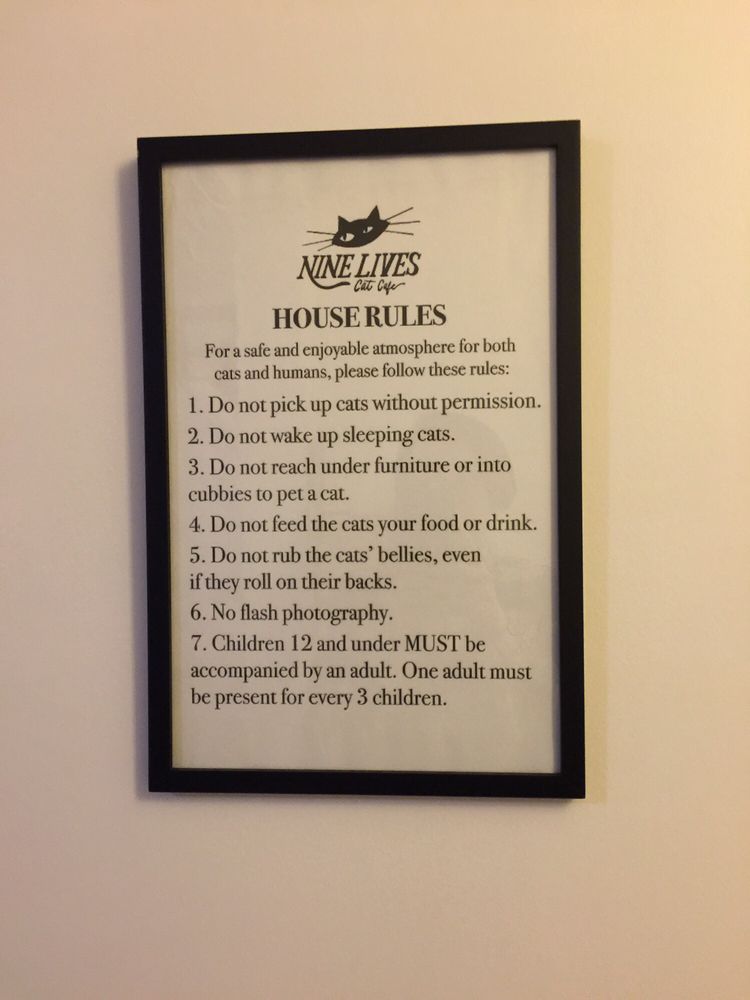 NINE LIVES
Cat Cafe
HOUSE RULES
For a safe and enjoyable atmosphere for both
cats and humans, please follow these rules:
1. Do not pick up cats without permission.
2. Do not wake up sleeping cats.
3. Do not reach under furniture or into
cubbies to pet a cat.
4. Do not feed the cats your food or drink.
5. Do not rub the cats’ bellies, even
if they roll on their backs.
6. No flash photography.
7. Children 12 and under MUST be
accompanied by an adult. One adult must
be present for every 3 children.